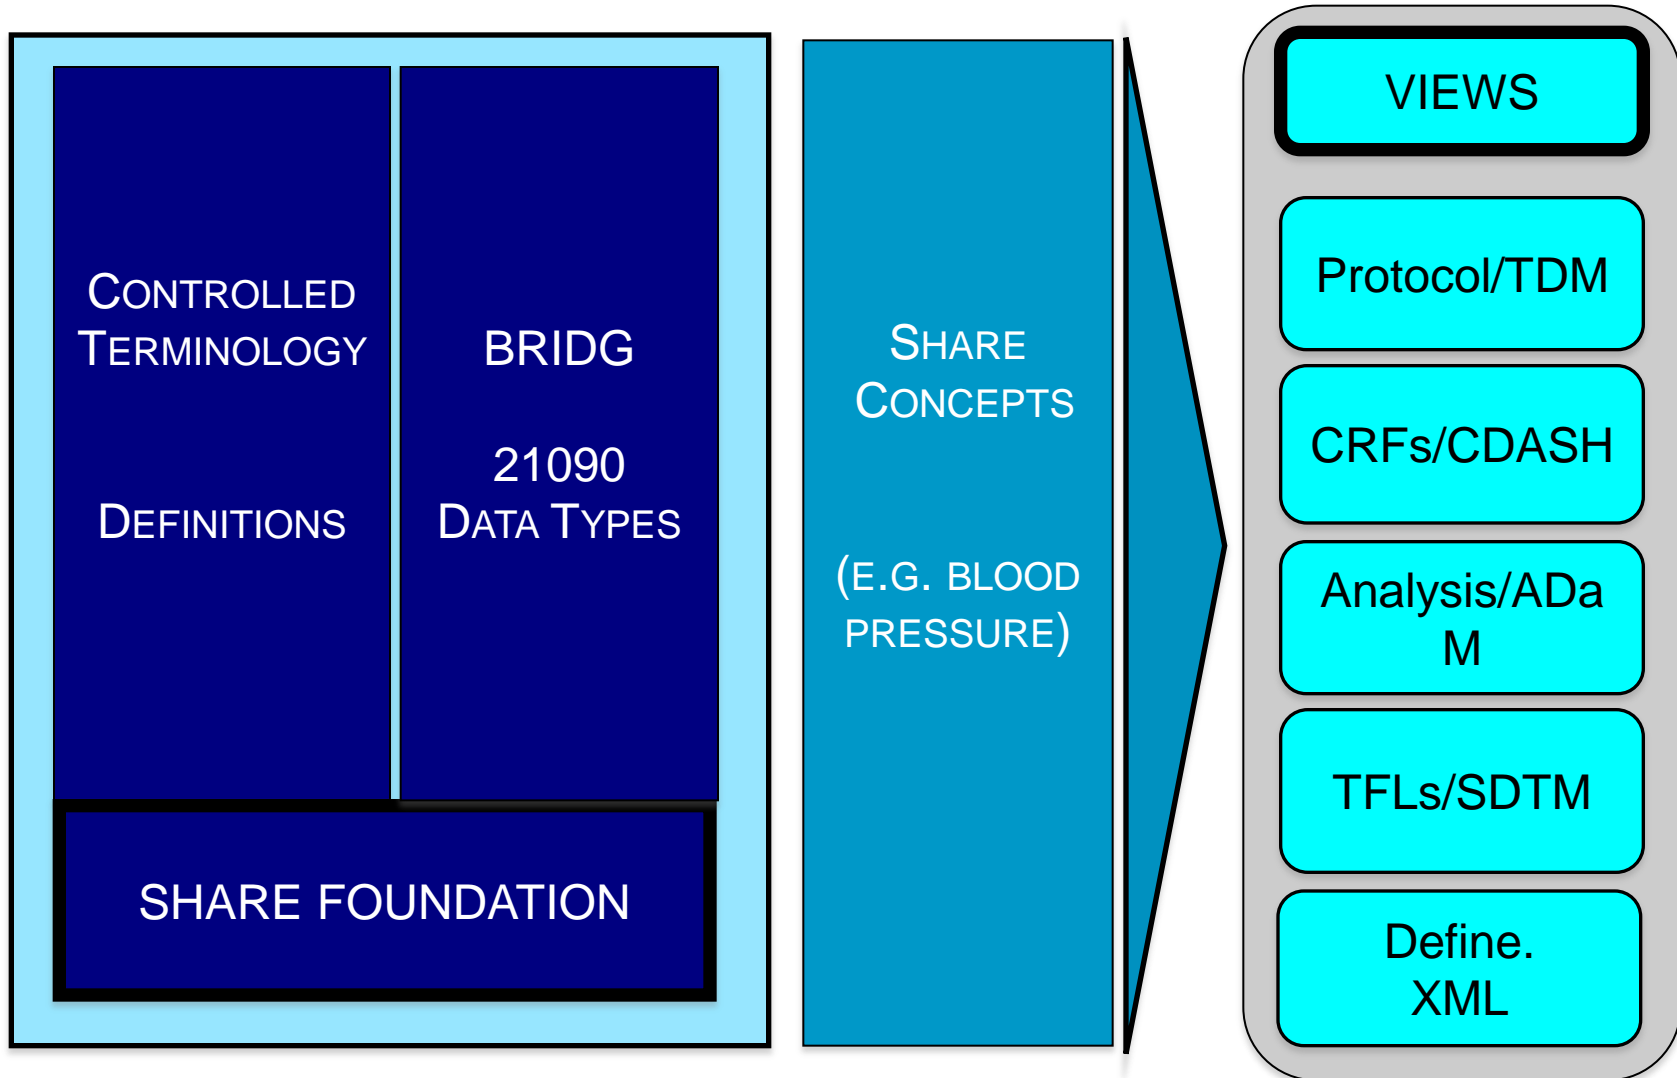 CONTROLLED
TERMINOLOGY
DEFINITIONS
BRIDG
21090
DATA TYPES
SHARE FOUNDATION
SHARE
CONCEPTS
(E.G. BLOOD
PRESSURE)
VIEWS
Protocol/TDM
CRFs/CDASH
Analysis/ADa
M
TFLs/SDTM
Define.
XML